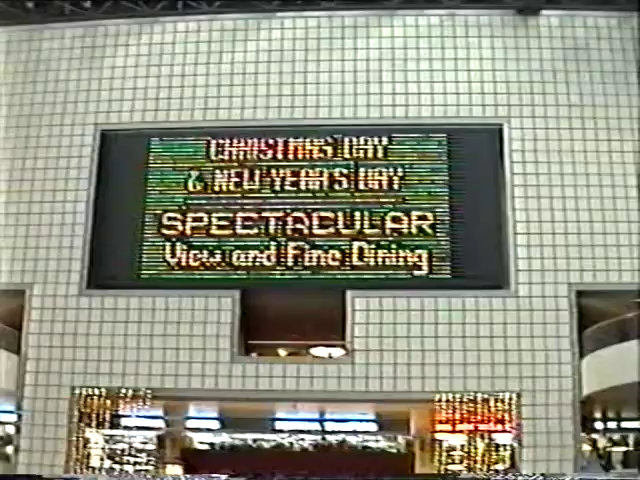 CHRISTMAS DAY
& NEW YEAR'S DAY
SPECTACULAR
View and Fine Dining